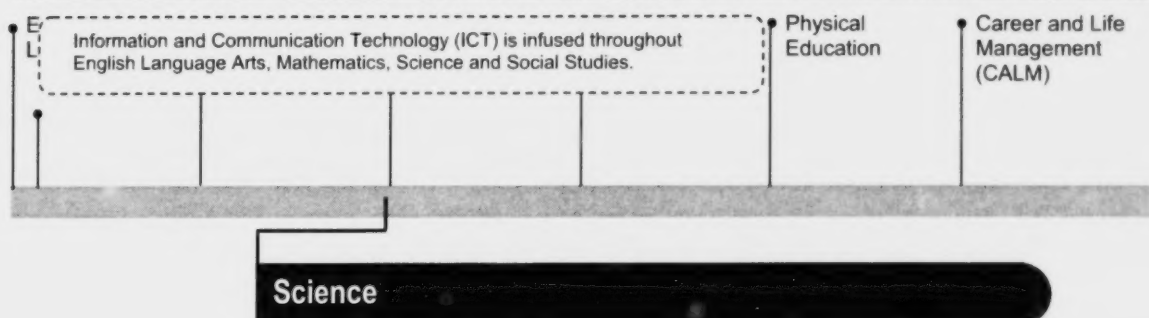 Information and Communication Technology (ICT) is infused throughout
English Language Arts, Mathematics, Science and Social Studies.
Physical
Education
Career and Life
Management
(CALM)
Science